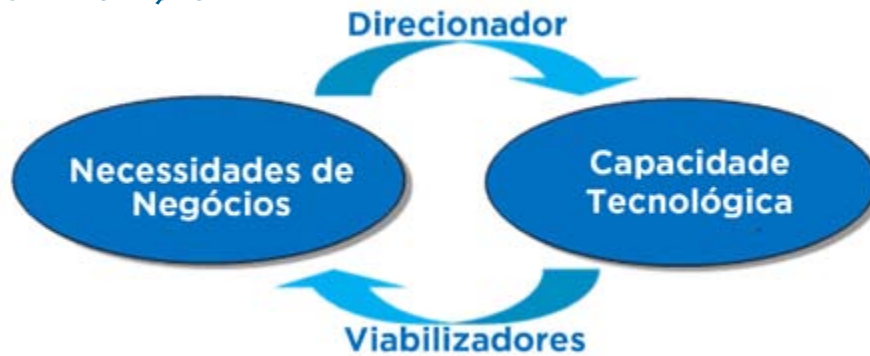 Direcionador
Necessidades de
Negócios
Capacidade
Tecnológica
Viabilizadores